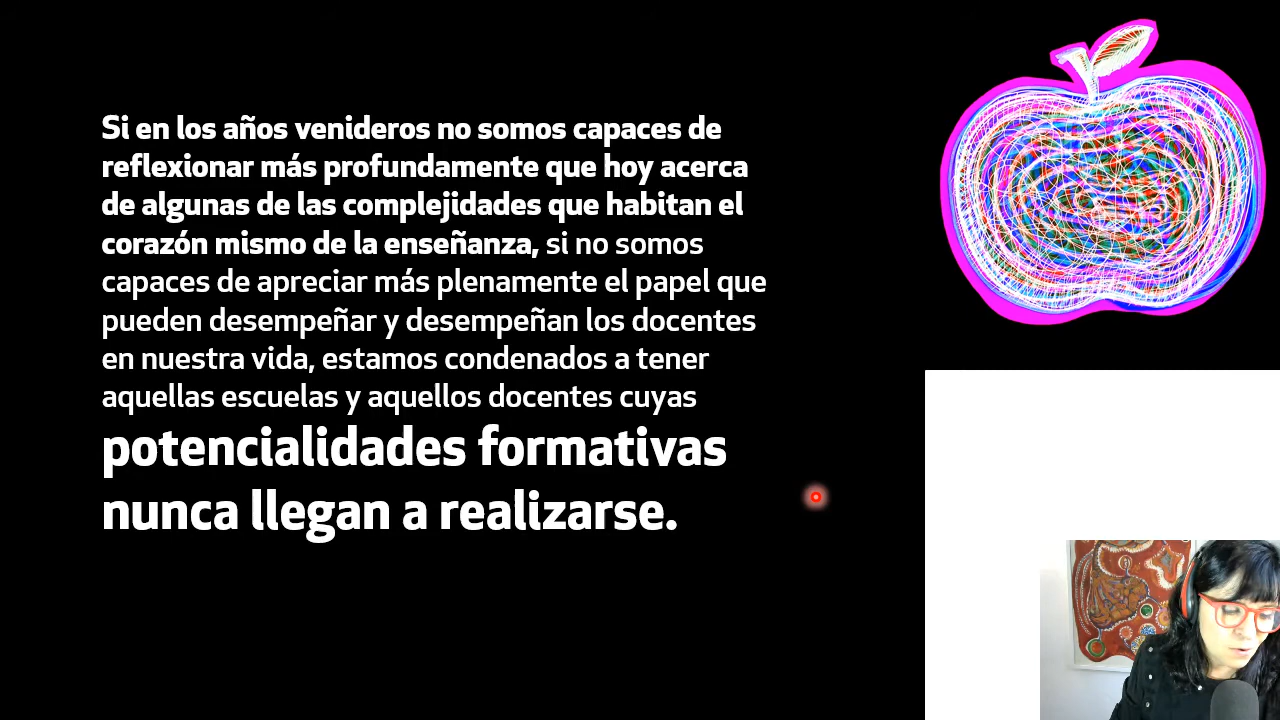 Si en los años venideros no somos capaces de
reflexionar más profundamente que hoy acerca
de algunas de las complejidades que habitan el
corazón mismo de la enseñanza, si no somos
capaces de apreciar más plenamente el papel que
pueden desempeñar y desempeñan los docentes
en nuestra vida, estamos condenados a tener
aquellas escuelas y aquellos docentes cuyas
potencialidades formativas
nunca llegan a realizarse.